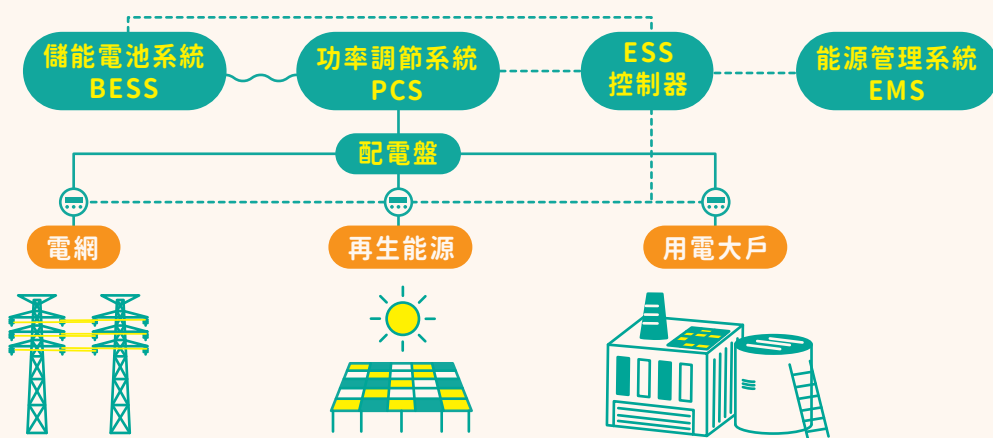 儲能電池系統
BESS
功率調節系統
PCS
ESS
控制器
能源管理系統
EMS
配電盤
電網
再生能源
用電大戶